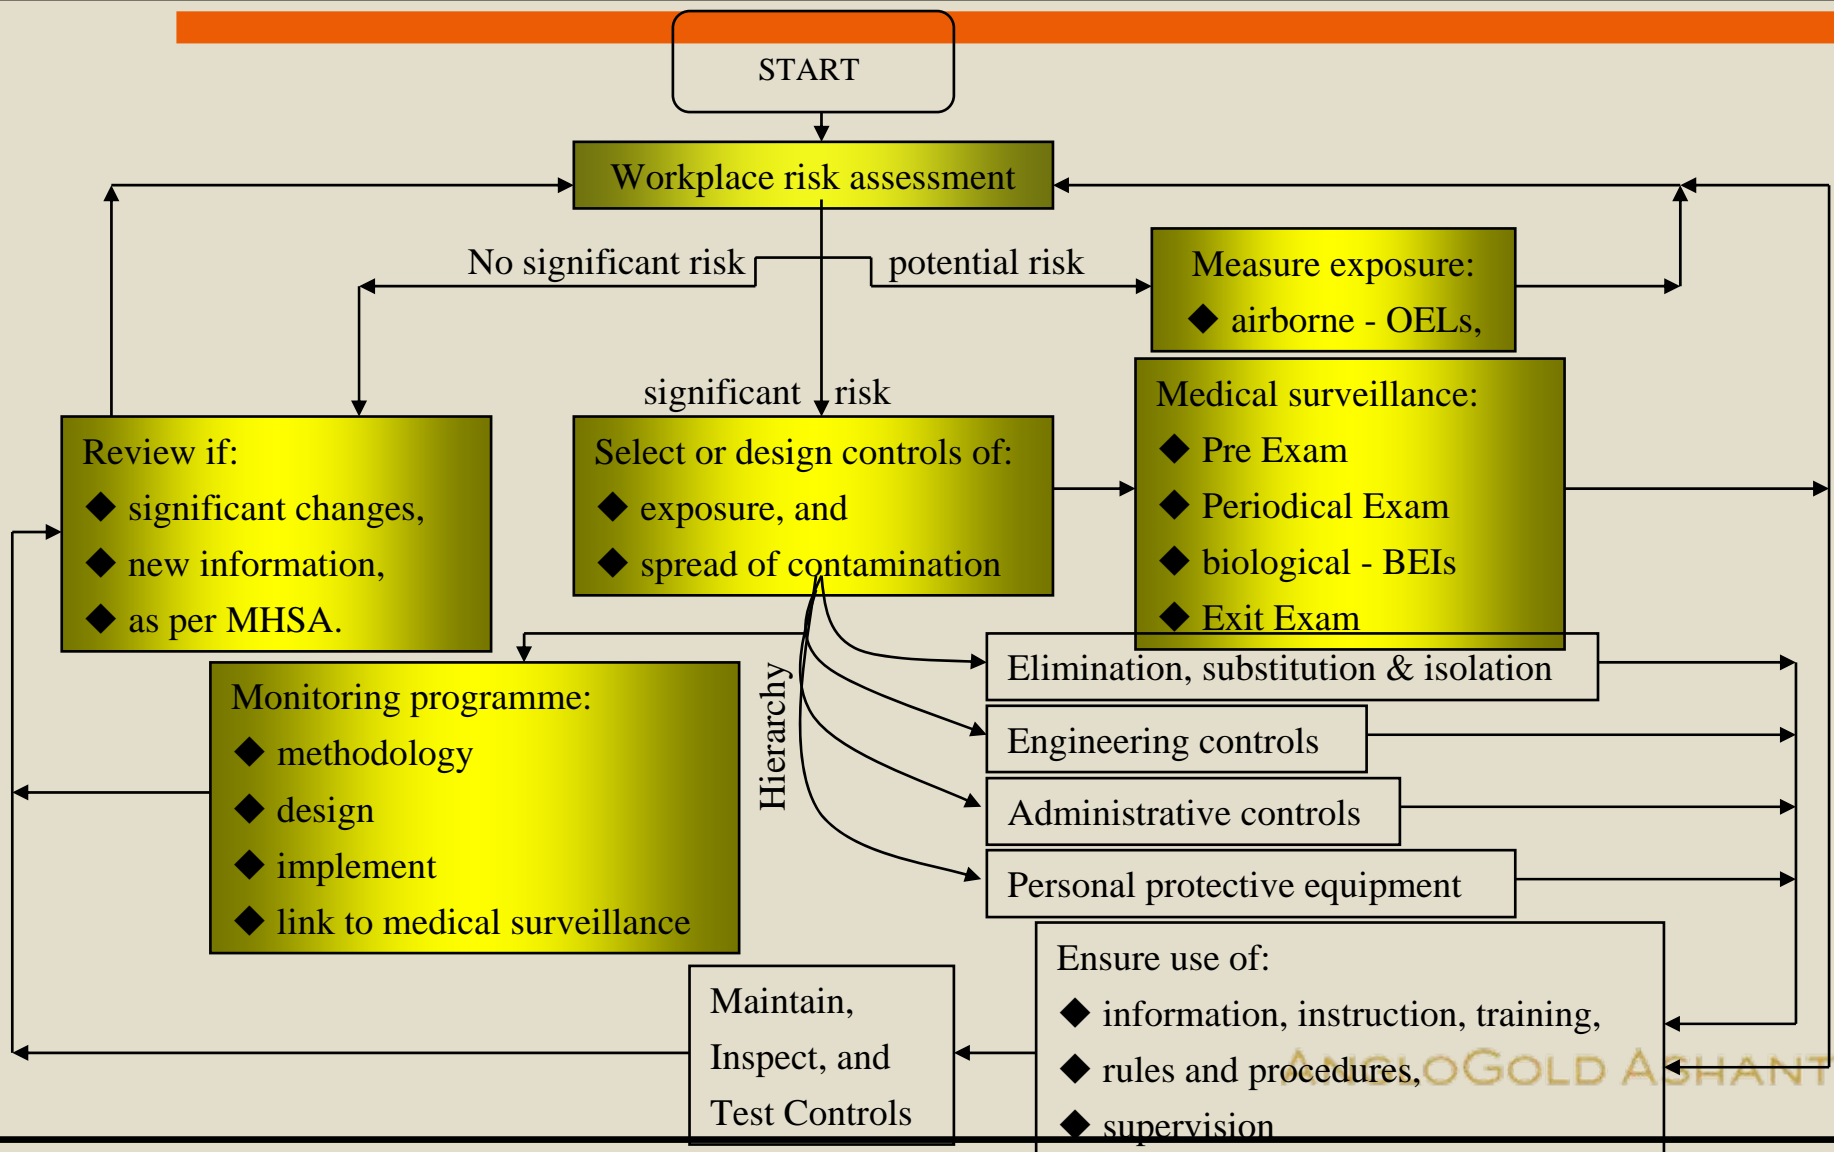 START
Workplace risk assessment
No significant risk
potential risk
Measure exposure:
◆ airborne - OELs,
significant risk
Medical surveillance:
◆ Pre Exam
◆ Periodical Exam
◆ biological - BEIs
◆ Exit Exam
Review if:
◆ significant changes,
◆ new information,
◆ as per MHSA.
Select or design controls of:
◆ exposure, and
◆ spread of contamination
Monitoring programme:
◆ methodology
◆ design
◆ implement
◆ link to medical surveillance
Hierarchy
Elimination, substitution & isolation
Engineering controls
Administrative controls
Personal protective equipment
Ensure use of:
◆ information, instruction, training,
◆ rules and procedures,
◆ supervision
Maintain,
Inspect, and
Test Controls
ANGLOGOLD ASHANT